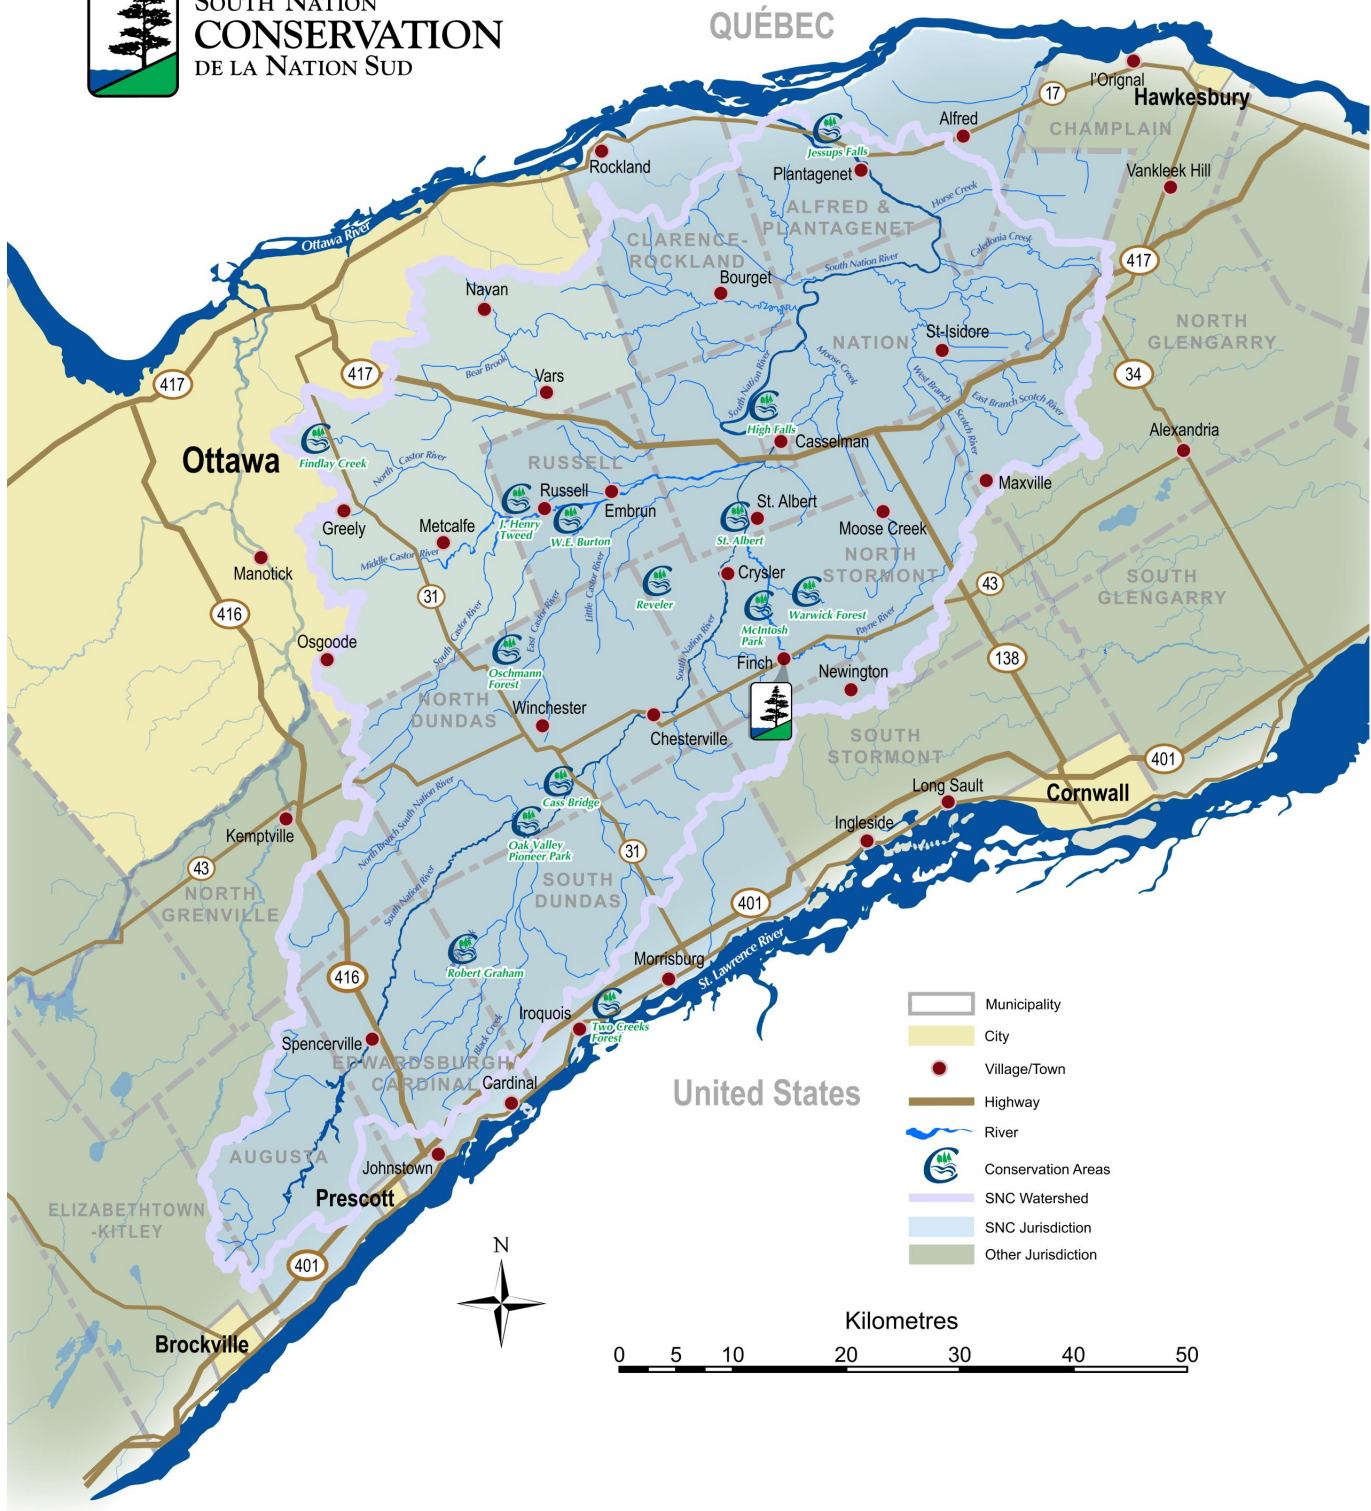 SOUTH NATION
CONSERVATION
DE LA NATION SUD
QUÉBEC
l'Orignal
Hawkesbury
17
CHAMPLAIN
Alfred
Jessups Falls
Rockland
Plantagenet
Vankleek Hill
Horse Creek
ALFRED &
PLANTAGENET
Ottawa River
CLARENCE-
ROCKLAND
Caledonia Creek
417
South Nation River
Bourget
Navan
NORTH
GLENGARRY
St-Isidore
NATION
Moose Creek
South Nation River
Bear Brook
Vars
417
417
34
West Branch
Scotch River
East Branch Scotch River
High Falls
Casselman
Alexandria
Ottawa
Findlay Creek
North Castor River
RUSSELL
Maxville
Russell
J. Henry
Tweed
Embrun
St. Albert
St. Albert
Moose Creek
Greely
Metcalfe
W.E. Burton
Middle Castor River
NORTH
STORMONT
Manotick
Crysler
Reveler
Warwick Forest
43
SOUTH
GLENGARRY
31
416
Little Castor River
East Castor River
South Castor River
McIntosh
Park
Payne River
South Nation River
Osgoode
Oschmann
Forest
Finch
Newington
138
NORTH
DUNDAS
Winchester
Chesterville
SOUTH
STORMONT
401
Cass Bridge
Long Sault
Cornwall
North Branch South Nation River
Ingleside
Kemptville
Oak Valley
Pioneer Park
31
43
South Nation River
SOUTH
DUNDAS
NORTH
GRENVILLE
401
Robert Graham
416
Morrisburg
St. Lawrence River
Iroquois
Two Creeks
Forest
Black Creek
Spencerville
EDWARDSBURGH/
CARDINAL
Cardinal
United States
AUGUSTA
Johnstown
Prescott
ELIZABETHTOWN
-KITLEY
401
Brockville
N
Municipality
City
Village/Town
Highway
River
Conservation Areas
SNC Watershed
SNC Jurisdiction
Other Jurisdiction
Kilometres
0 5 10 20 30 40 50